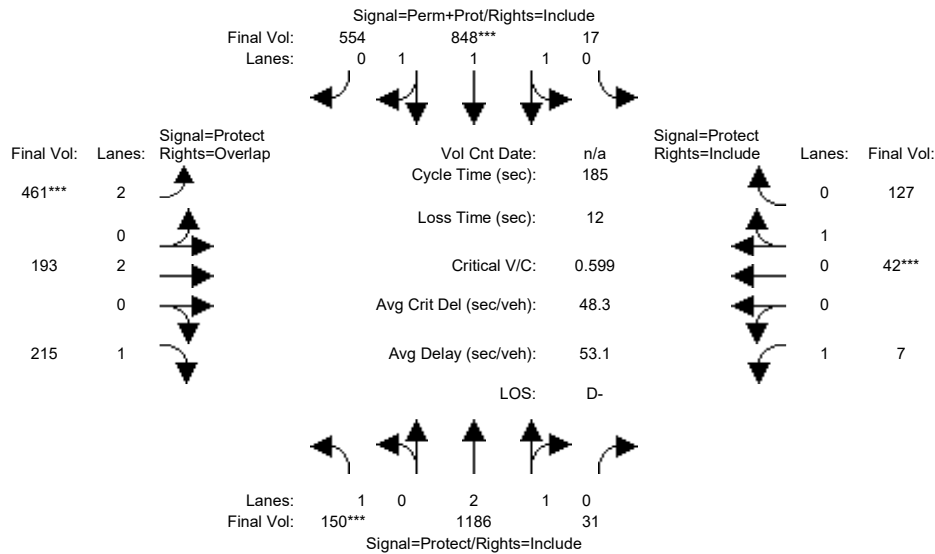 Signal=Perm+Prot/Rights=Include
Final Vol: 554 848*** 17
Lanes: 0 1 1 1 0
Signal=Protect
Final Vol: Lanes: Rights=Overlap
Vol Cnt Date: n/a
Signal=Protect
Rights=Include Lanes: Final Vol:
Cycle Time (sec): 185
461*** 2
0 127
Loss Time (sec): 12
0
1
193 2
Critical V/C: 0.599
0 42***
0
Avg Crit Del (sec/veh): 48.3
0
215 1
Avg Delay (sec/veh): 53.1
1 7
LOS: D-
Lanes: 1 0 2 1 0
Final Vol: 150*** 1186 31
Signal=Protect/Rights=Include